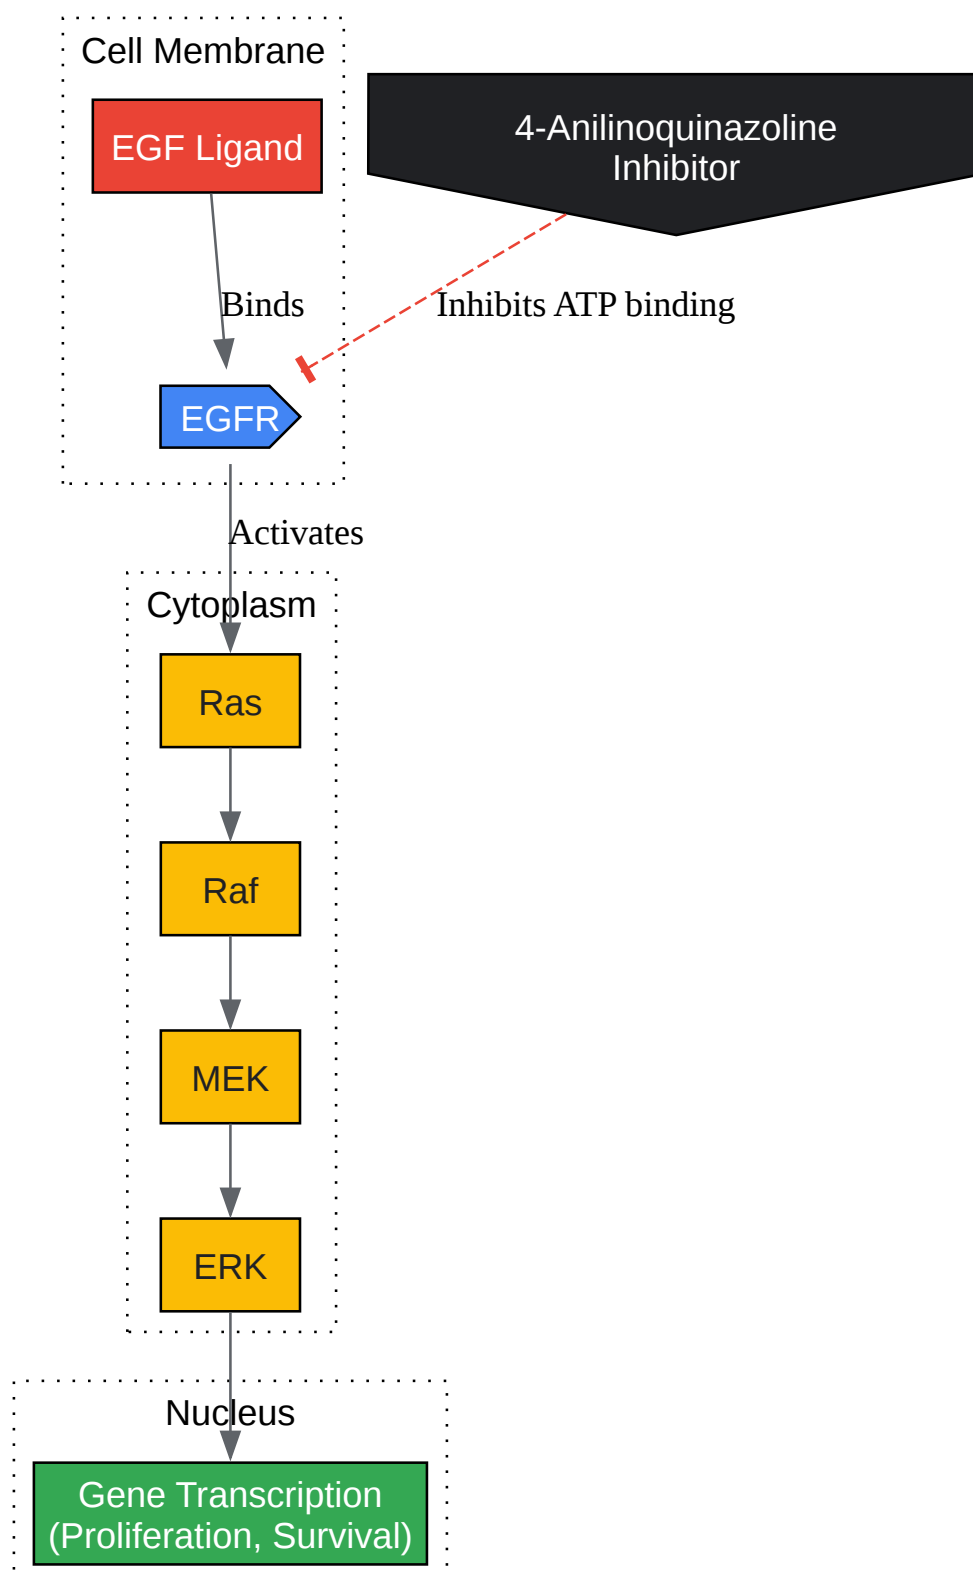 Cell Membrane
EGF Ligand
4-Anilinoquinazoline
Inhibitor
Binds
Inhibits ATP binding
EGFR
Activates
Cytoplasm
Ras
Raf
MEK
ERK
Nucleus
Gene Transcription
(Proliferation, Survival)